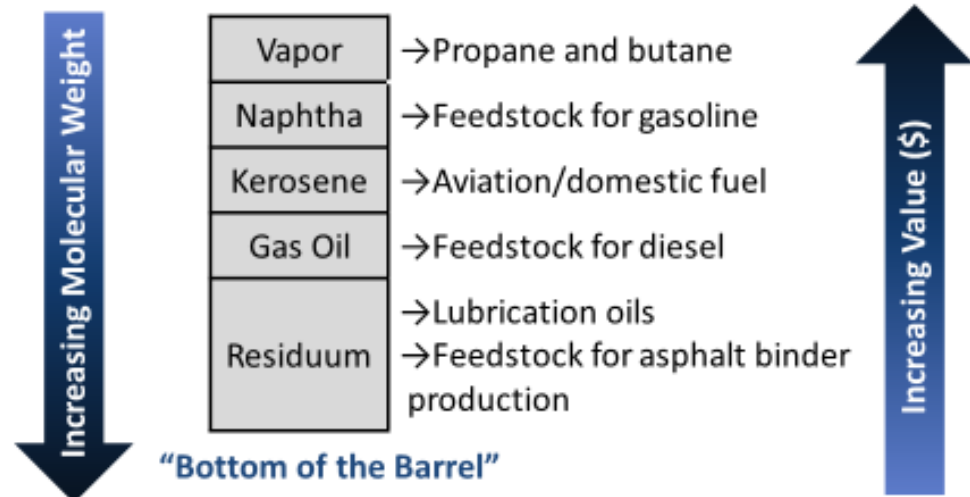 Increasing Molecular Weight
Vapor
→Propane and butane
Naphtha
→Feedstock for gasoline
Kerosene
→Aviation/domestic fuel
Gas Oil
→Feedstock for diesel
Residuum
→Lubrication oils
→Feedstock for asphalt binder
production
“Bottom of the Barrel”
Increasing Value ($)